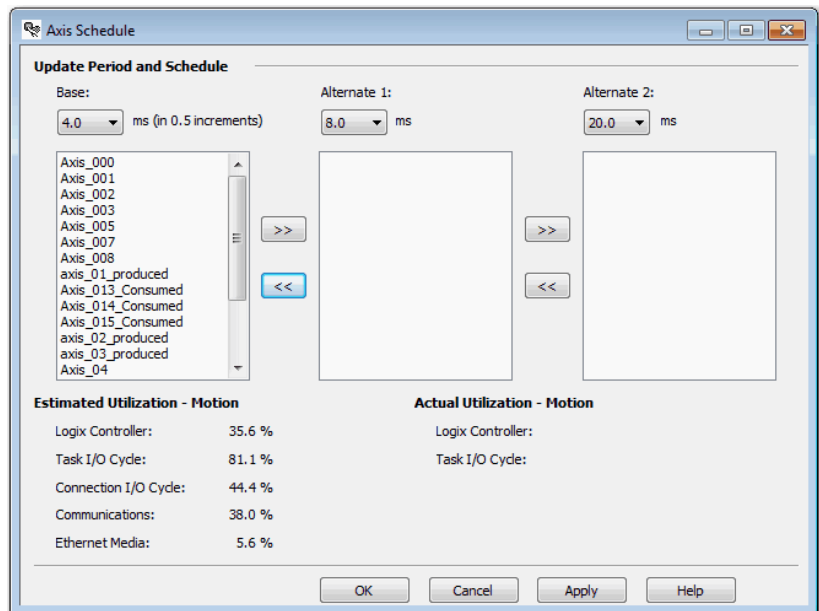 Axis Schedule
Update Period and Schedule
Base:
Alternate 1:
Alternate 2:
4.0 ms (in 0.5 increments)
8.0 ms
20.0 ms
Axis_000
Axis_001
Axis_002
Axis_003
Axis_005
Axis_007
Axis_008
axis_01_produced
Axis_013_Consumed
Axis_014_Consumed
Axis_015_Consumed
axis_02_produced
axis_03_produced
Axis_04
>>
<<
>>
<<
Estimated Utilization - Motion
Logix Controller: 35.6 %
Task I/O Cycle: 81.1 %
Connection I/O Cycle: 44.4 %
Communications: 38.0 %
Ethernet Media: 5.6 %
Actual Utilization - Motion
Logix Controller:
Task I/O Cycle:
OK
Cancel
Apply
Help